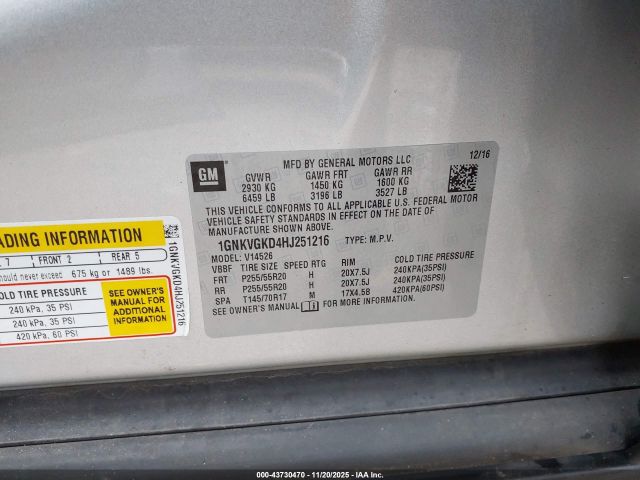 GM
MFD BY GENERAL MOTORS LLC 12/16
GVWR GAWR FRT GAWR RR
2930 KG 1450 KG 1600 KG
6459 LB 3196 LB 3527 LB
THIS VEHICLE CONFORMS TO ALL APPLICABLE U.S. FEDERAL MOTOR
VEHICLE SAFETY STANDARDS IN EFFECT ON THE DATE OF
MANUFACTURE SHOWN ABOVE.
1GNKVGKD4HJ251216 TYPE: M.P.V.
MODEL: V14526
VBBF TIRE SIZE SPEED RTG RIM COLD TIRE PRESSURE
FRT P255/55R20 H 20X7.5J 240KPA(35PSI)
RR P255/55R20 H 20X7.5J 240KPA(35PSI)
SPA T145/70R17 M 17X4.5B 420KPA(60PSI)
SEE OWNER'S MANUAL FOR MORE INFORMATION.
ADING INFORMATION
7 FRONT 2 REAR 5
should never exceed 675 kg or 1489 lbs.
COLD TIRE PRESSURE
240 kPa, 35 PSI
240 kPa, 35 PSI
420 kPa, 60 PSI
SEE OWNER'S
MANUAL FOR
ADDITIONAL
INFORMATION
1GNKVGKD4HJ251216
© IAA 00-43730470 - 11/20/2025 - IAAI.COM